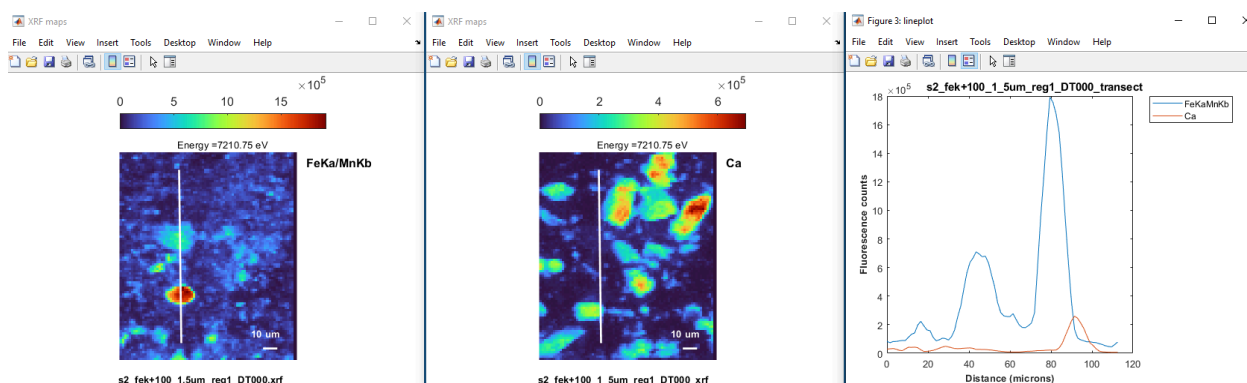 XRF maps
File Edit View Insert Tools Desktop Window Help
×10^5
0 5 10 15
Energy =7210.75 eV
FeKa/MnKb
10 um
s2_fek+100_1.5um_reg1_DT000.xrf
XRF maps
File Edit View Insert Tools Desktop Window Help
×10^5
0 2 4 6
Energy =7210.75 eV
Ca
10 um
s2_fek+100_1_5um_reg1_DT000_xrf
Figure 3: lineplot
File Edit View Insert Tools Desktop Window Help
×10^5
s2_fek+100_1_5um_reg1_DT000_transect
FeKaMnKb
Ca
Fluorescence counts
18
16
14
12
10
8
6
4
2
0
0 20 40 60 80 100 120
Distance (microns)